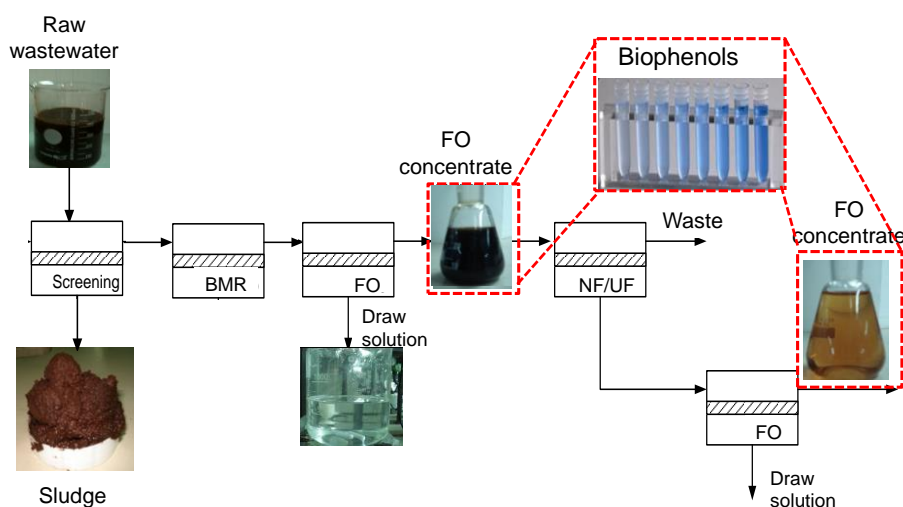 Raw
wastewater
Biophenols
FO
concentrate
Waste
FO
concentrate
Screening
BMR
FO
NF/UF
Draw
solution
FO
Sludge
Draw
solution